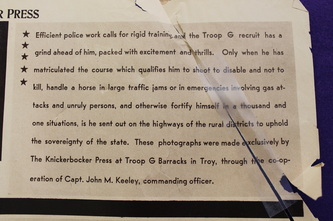 R PRESS
Efficient police work calls for rigid training, and the Troop G recruit has a
grind ahead of him, packed with excitement and thrills. Only when he has
matriculated the course which qualifies him to shoot to disable and not to
kill, handle a horse in large traffic jams or in emergencies involving gas at-
tacks and unruly persons, and otherwise fortify himself in a thousand and
one situations, is he sent out on the highways of the rural districts to uphold
the sovereignty of the state. These photographs were made exclusively by
The Knickerbocker Press at Troop G Barracks in Troy, through the co-op-
eration of Capt. John M. Keeley, commanding officer.